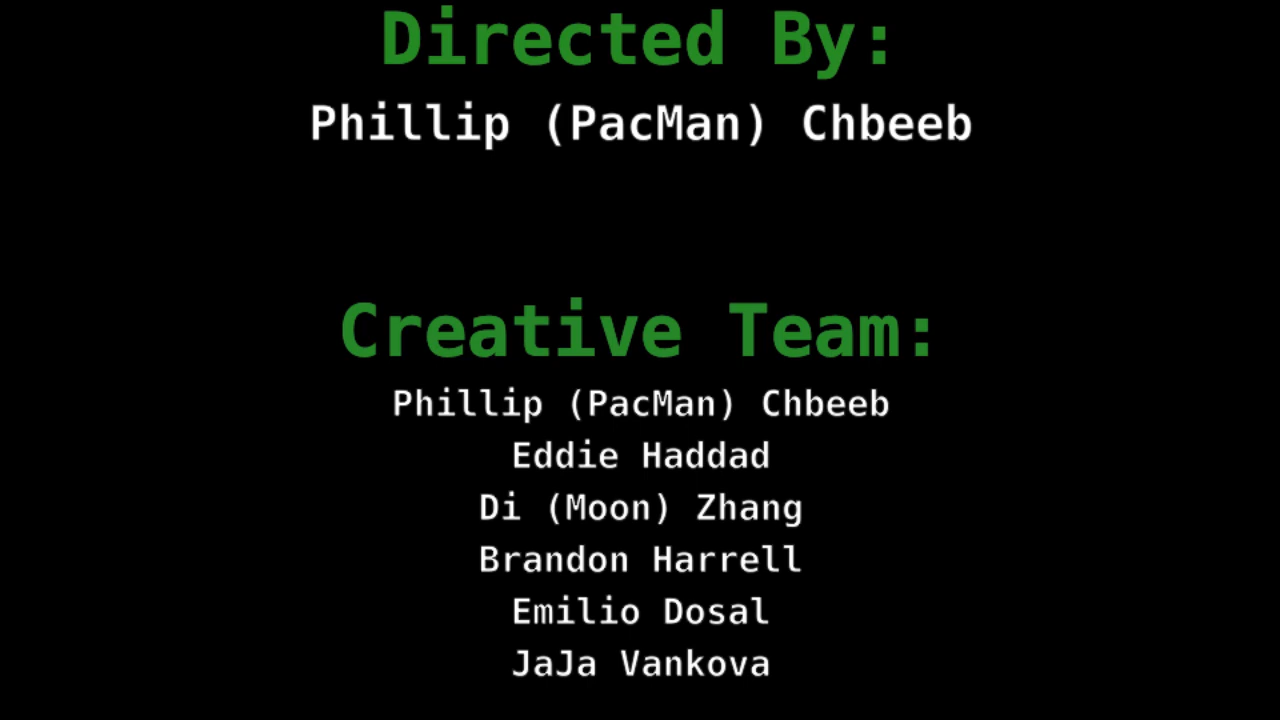 Directed By:
Phillip (PacMan) Chbeeb
Creative Team:
Phillip (PacMan) Chbeeb
Eddie Haddad
Di (Moon) Zhang
Brandon Harrell
Emilio Dosal
JaJa Vankova